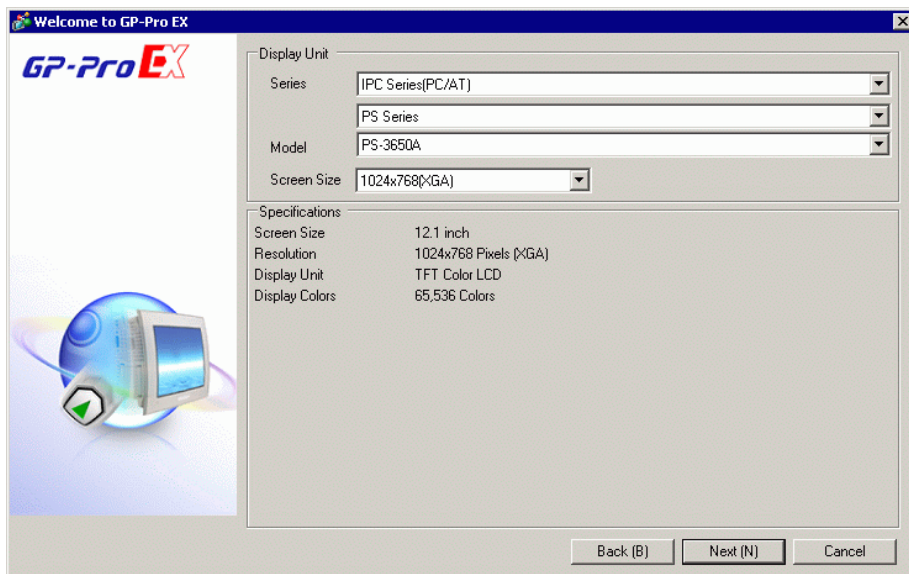 Welcome to GP-Pro EX
GP-Pro EX
Display Unit
Series IPC Series(PC/AT)
PS Series
Model PS-3650A
Screen Size 1024x768(XGA)
Specifications
Screen Size 12.1 inch
Resolution 1024x768 Pixels (XGA)
Display Unit TFT Color LCD
Display Colors 65,536 Colors
Back (B) Next (N) Cancel